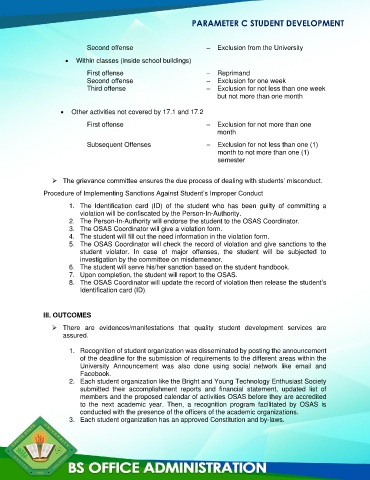 PARAMETER C STUDENT DEVELOPMENT
Second offense – Exclusion from the University
• Within classes (inside school buildings)
First offense – Reprimand
Second offense – Exclusion for one week
Third offense – Exclusion for not less than one week
but not more than one month
• Other activities not covered by 17.1 and 17.2
First offense – Exclusion for not more than one
month
Subsequent Offenses – Exclusion for not less than one (1)
month to not more than one (1)
semester
➢ The grievance committee ensures the due process of dealing with students' misconduct.
Procedure of Implementing Sanctions Against Student's Improper Conduct
1. The Identification card (ID) of the student who has been guilty of committing a
violation will be confiscated by the Person-In-Authority.
2. The Person-In-Authority will endorse the student to the OSAS Coordinator.
3. The OSAS Coordinator will give a violation form.
4. The student will fill out the need information in the violation form.
5. The OSAS Coordinator will check the record of violation and give sanctions to the
student violator. In case of major offenses, the student will be subjected to
investigation by the committee on misdemeanor.
6. The student will serve his/her sanction based on the student handbook.
7. Upon completion, the student will report to the OSAS.
8. The OSAS Coordinator will update the record of violation then release the student's
Identification card (ID)
III. OUTCOMES
➢ There are evidences/manifestations that quality student development services are
assured.
1. Recognition of student organization was disseminated by posting the announcement
of the deadline for the submission of requirements to the different areas within the
University Announcement was also done using social network like email and
Facebook.
2. Each student organization like the Bright and Young Technology Enthusiast Society
submitted their accomplishment reports and financial statement, updated list of
members and the proposed calendar of activities OSAS before they are accredited
to the next academic year. Then, a recognition program facilitated by OSAS is
conducted with the presence of the officers of the academic organizations.
3. Each student organization has an approved Constitution and by-laws.
BS OFFICE ADMINISTRATION